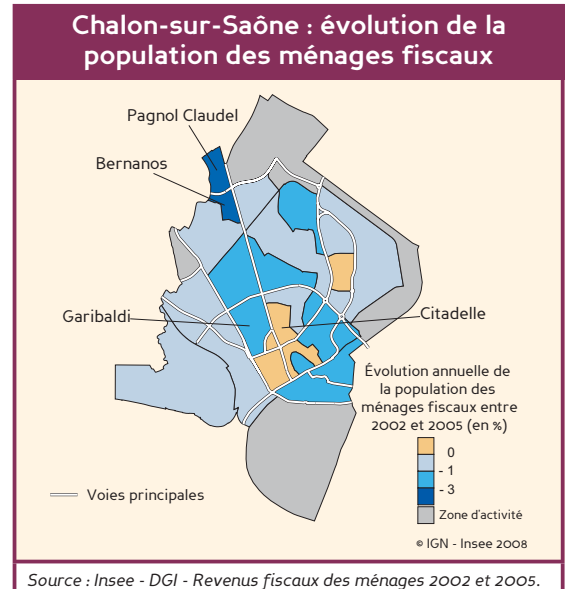 Chalon-sur-Saône : évolution de la
population des ménages fiscaux
Pagnol Claudel
Bernanos
Garibaldi
Citadelle
Évolution annuelle de
la population des
ménages fiscaux entre
2002 et 2005 (en %)
0
- 1
- 3
Zone d'activité
Voies principales
© IGN - Insee 2008
Source : Insee - DGI - Revenus fiscaux des ménages 2002 et 2005.